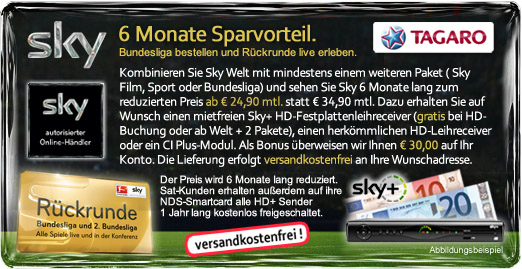 sky
6 Monate Sparvorteil.
Bundesliga bestellen und Rückrunde live erleben.
TAGARO
sky
autorisierter
Online-Händler
Kombinieren Sie Sky Welt mit mindestens einem weiteren Paket ( Sky
Film, Sport oder Bundesliga) und sehen Sie Sky 6 Monate lang zum
reduzierten Preis ab € 24,90 mtl. statt € 34,90 mtl. Dazu erhalten Sie auf
Wunsch einen mietfreien Sky+ HD-Festplattenleihreceiver (gratis bei HD-
Buchung oder ab Welt + 2 Pakete), einen herkömmlichen HD-Leihreceiver
oder ein CI Plus-Modul. Als Bonus überweisen wir Ihnen € 30,00 auf Ihr
Konto. Die Lieferung erfolgt versandkostenfrei an Ihre Wunschadresse.
Der Preis wird 6 Monate lang reduziert.
Sat-Kunden erhalten außerdem auf ihre
NDS-Smartcard alle HD+ Sender
1 Jahr lang kostenlos freigeschaltet.
sky
Rückrunde
Bundesliga und 2. Bundesliga
Alle Spiele live und in der Konferenz
versandkostenfrei !
sky+
10
20
Abbildungsbeispiel